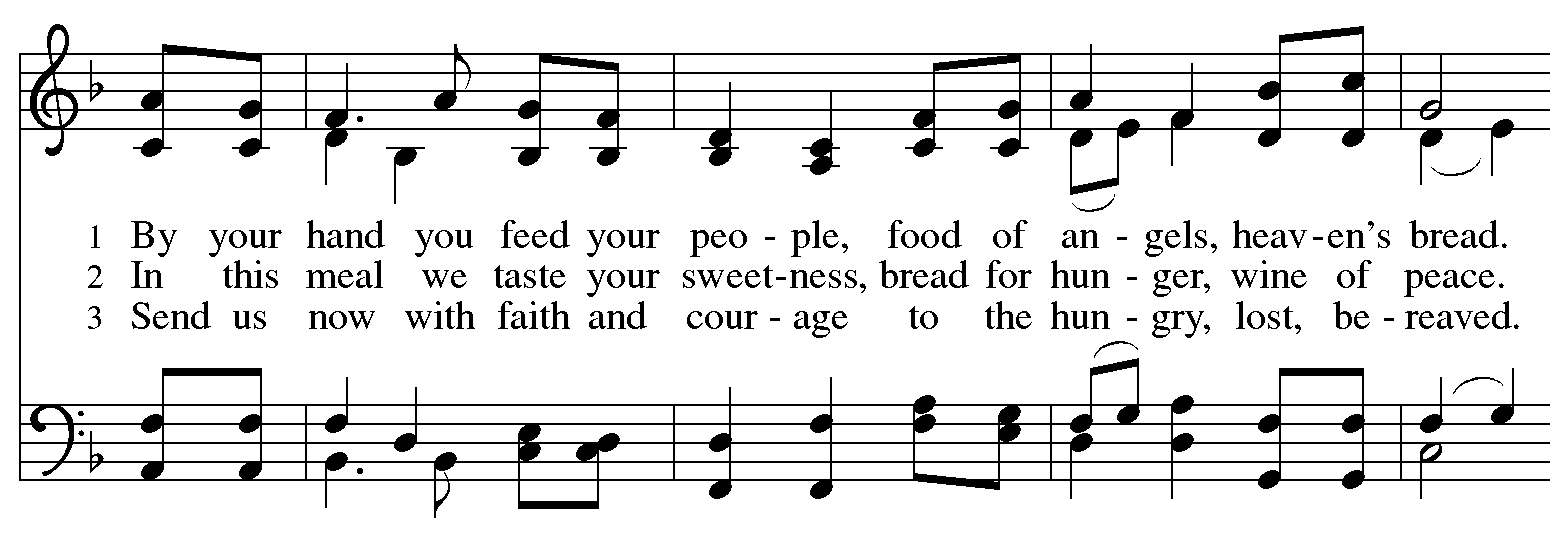 1 By your hand you feed your peo - ple, food of an - gels, heav-en's bread.
2 In this meal we taste your sweet-ness, bread for hun - ger, wine of peace.
3 Send us now with faith and cour - age to the hun - gry, lost, be - reaved.